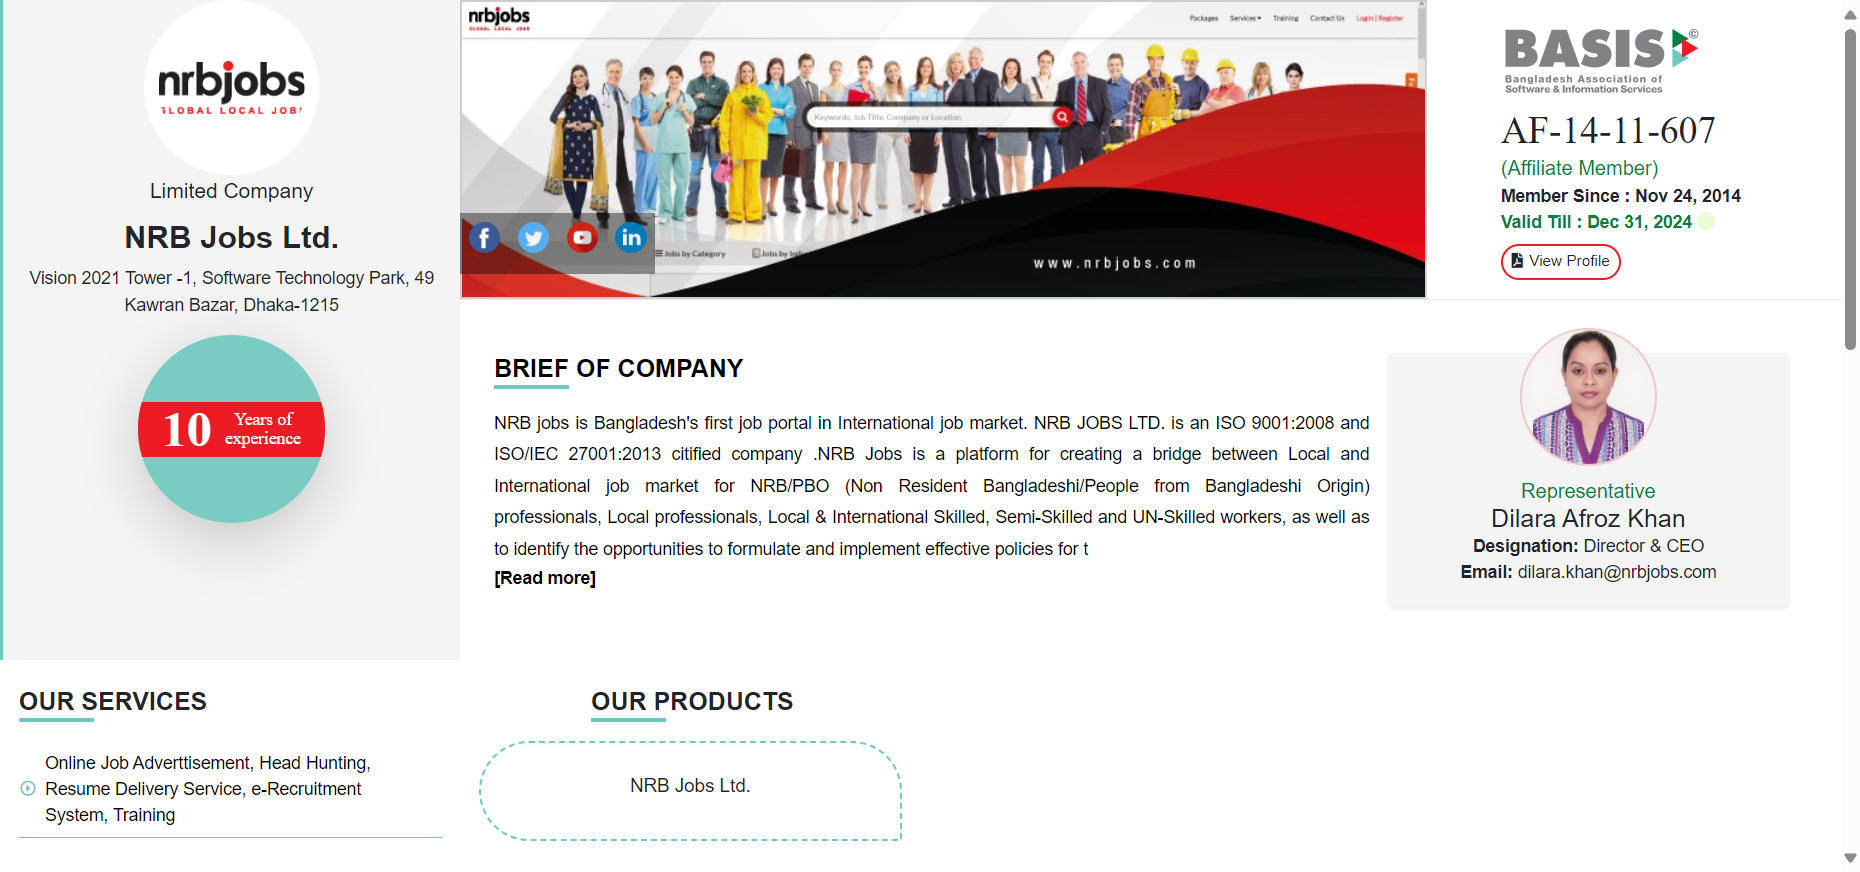 nrbjobs
GLOBAL LOCAL JOBS
Limited Company
NRB Jobs Ltd.
Vision 2021 Tower -1, Software Technology Park, 49
Kawran Bazar, Dhaka-1215
10 Years of
experience
nrbjobs
GLOBAL LOCAL JOBS
Packages Services Training Contact Us Login | Register
Keywords, Job Title, Company or Location
Jobs by Category Jobs by
www.nrbjobs.com
BASIS ©
Bangladesh Association of
Software & Information Services
AF-14-11-607
(Affiliate Member)
Member Since : Nov 24, 2014
Valid Till : Dec 31, 2024
View Profile
BRIEF OF COMPANY
NRB jobs is Bangladesh's first job portal in International job market. NRB JOBS LTD. is an ISO 9001:2008 and
ISO/IEC 27001:2013 citified company .NRB Jobs is a platform for creating a bridge between Local and
International job market for NRB/PBO (Non Resident Bangladeshi/People from Bangladeshi Origin)
professionals, Local professionals, Local & International Skilled, Semi-Skilled and UN-Skilled workers, as well as
to identify the opportunities to formulate and implement effective policies for t
[Read more]
Representative
Dilara Afroz Khan
Designation: Director & CEO
Email: dilara.khan@nrbjobs.com
OUR SERVICES
Online Job Adverttisement, Head Hunting,
Resume Delivery Service, e-Recruitment
System, Training
OUR PRODUCTS
NRB Jobs Ltd.